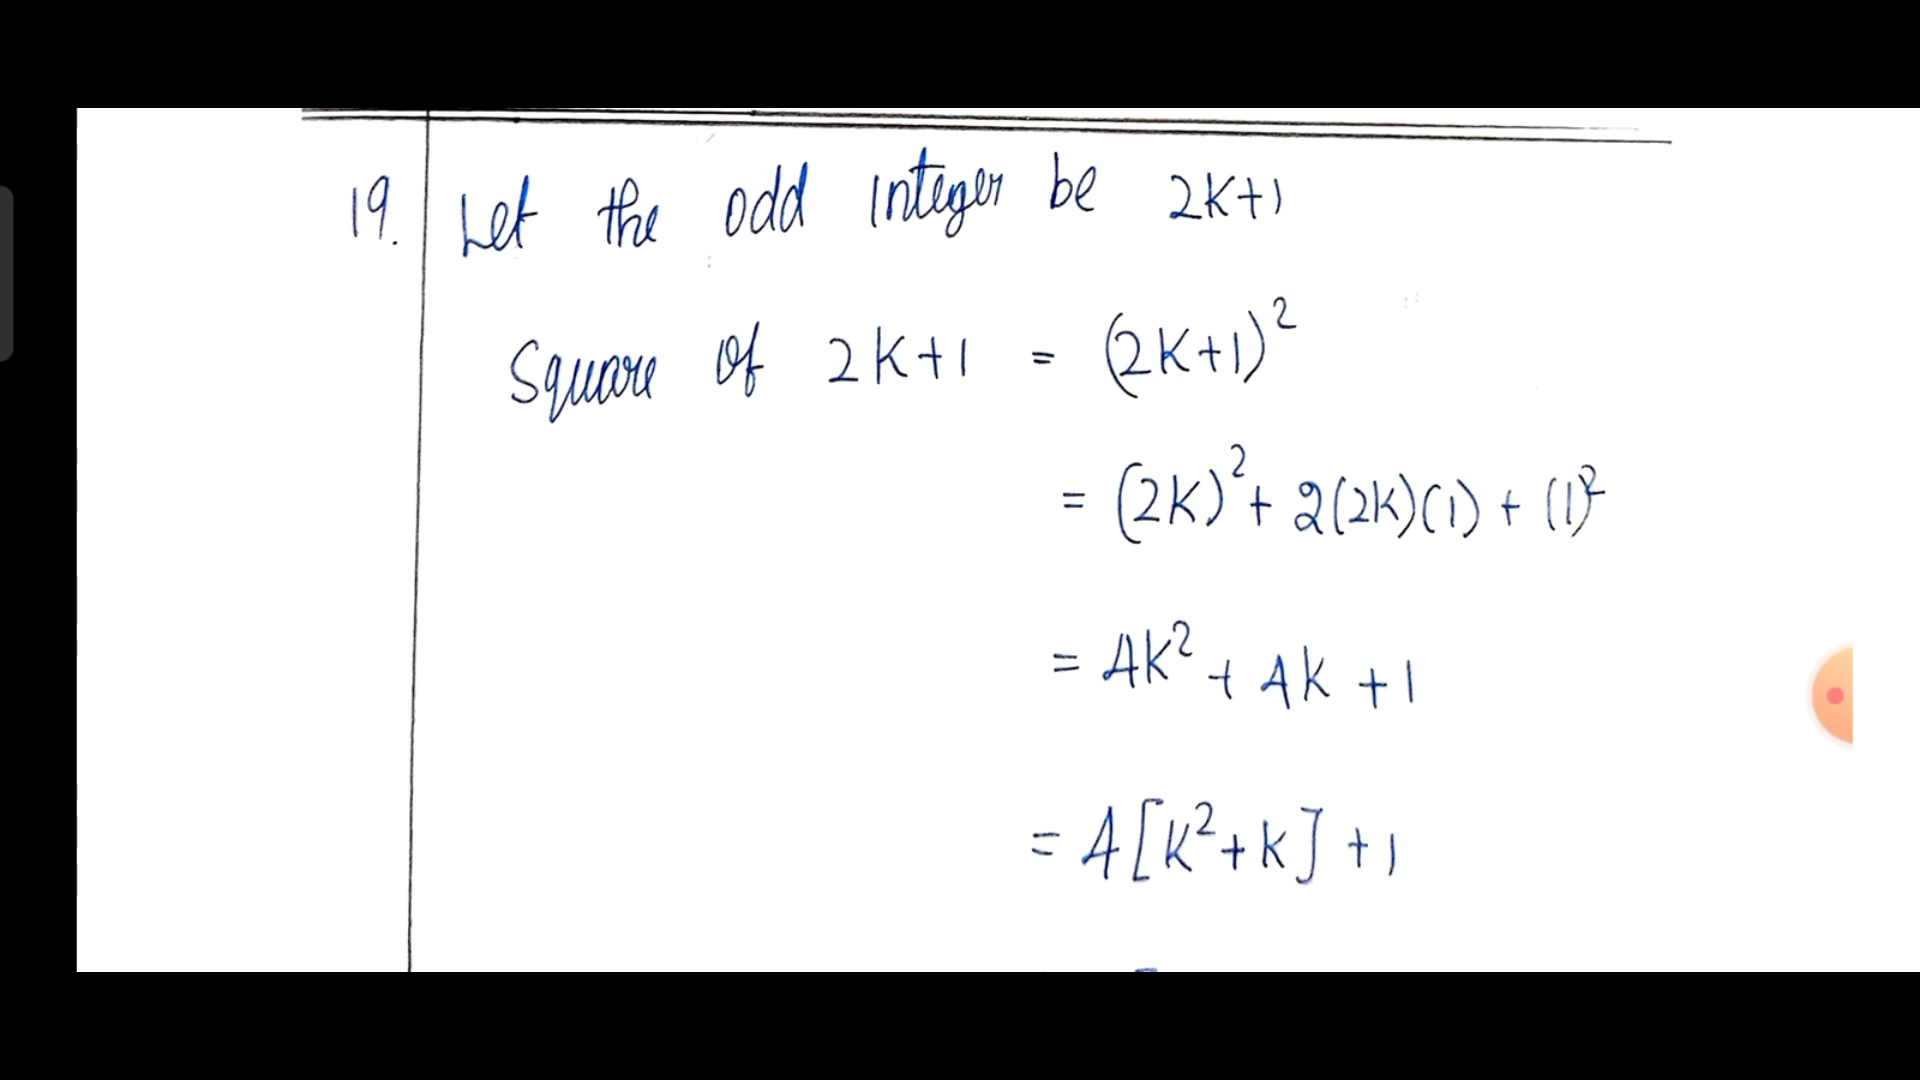 19. Let the odd integer be 2K+1
Square of 2K+1 = (2K+1)²
= (2K)² + 2(2K)(1) + (1)²
= 4K² + 4K + 1
= 4[K²+K] + 1